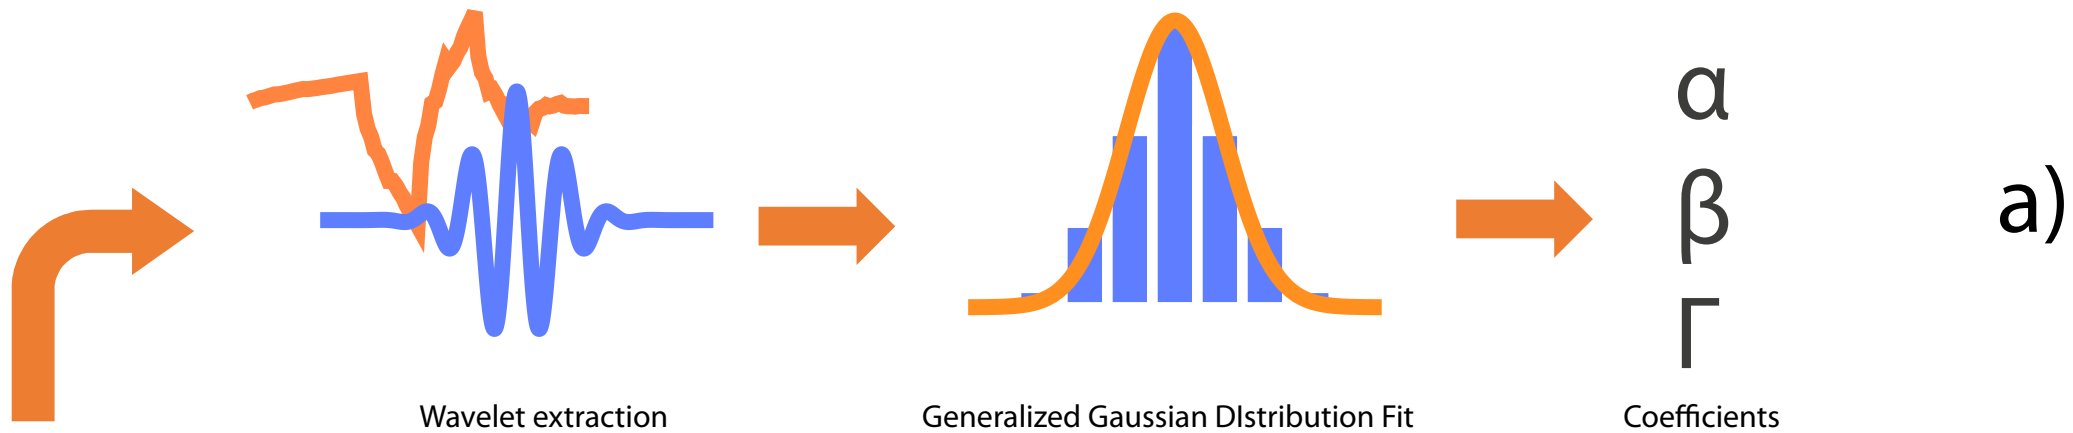 α
β
Γ
a)
Wavelet extraction
Generalized Gaussian DIstribution Fit
Coefficients